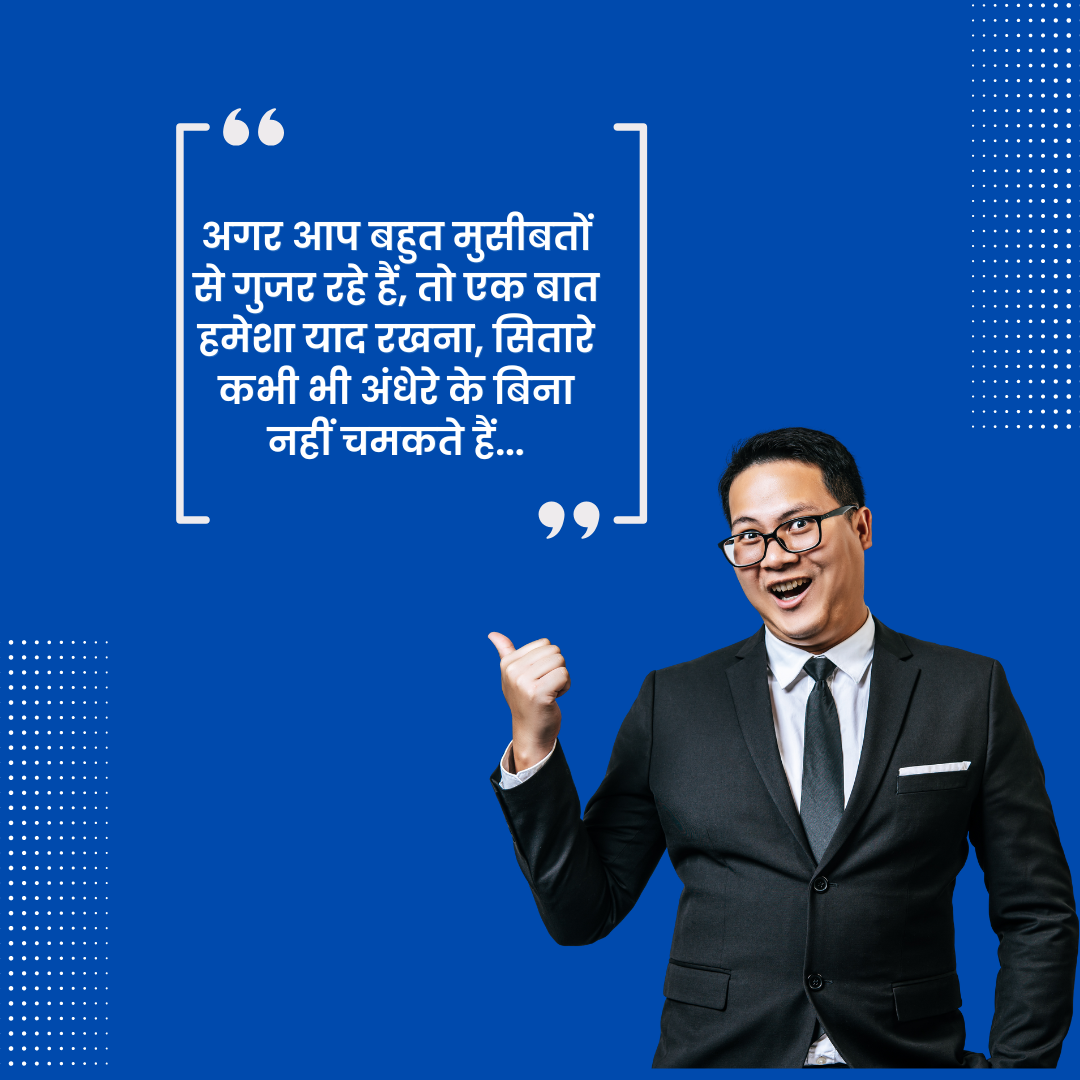 अगर आप बहुत मुसीबतों
से गुजर रहे हैं, तो एक बात
हमेशा याद रखना, सितारे
कभी भी अंधेरे के बिना
नहीं चमकते हैं...